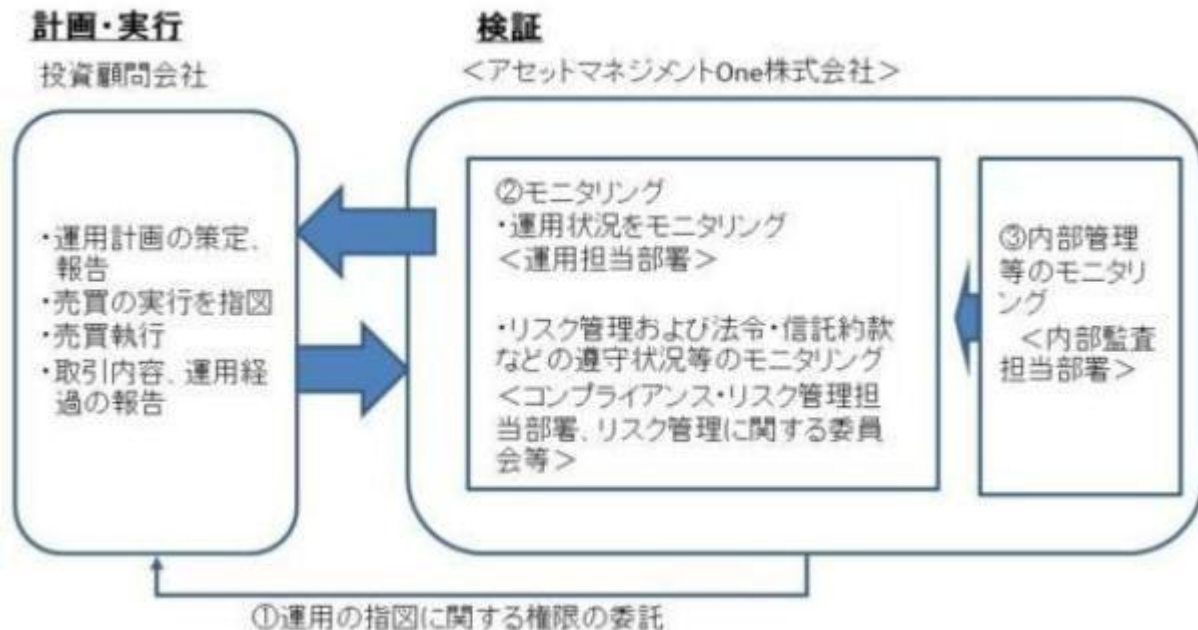 計画・実行
投資顧問会社
・運用計画の策定、
報告
・売買の実行を指図
・売買執行
・取引内容、運用経
過の報告
検証
＜アセットマネジメントOne株式会社＞
②モニタリング
・運用状況をモニタリング
＜運用担当部署＞
・リスク管理および法令・信託約款
などの遵守状況等のモニタリング
＜コンプライアンス・リスク管理担
当部署、リスク管理に関する委員
会等＞
③内部管理
等のモニタリ
ング
＜内部監査
担当部署＞
①運用の指図に関する権限の委託